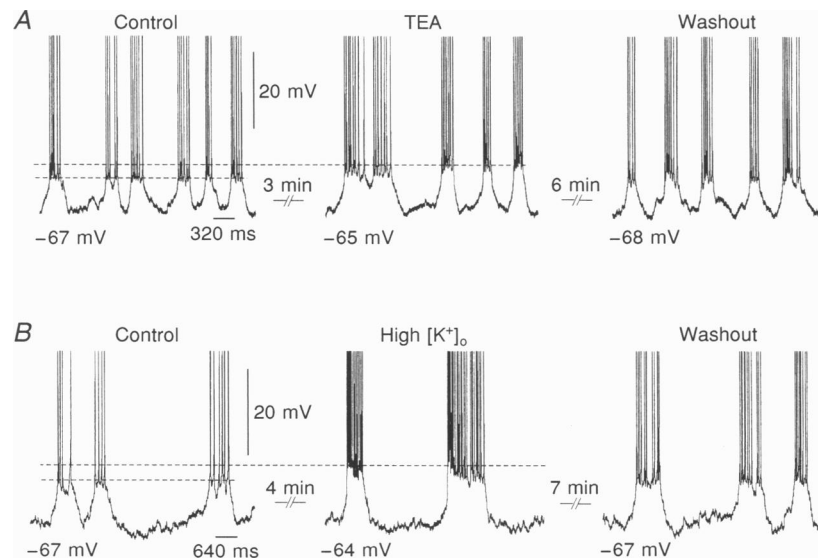 A
Control
TEA
Washout
20 mV
3 min
6 min
320 ms
−67 mV
−65 mV
−68 mV
B
Control
High [K⁺]ₒ
Washout
20 mV
4 min
7 min
640 ms
−67 mV
−64 mV
−67 mV